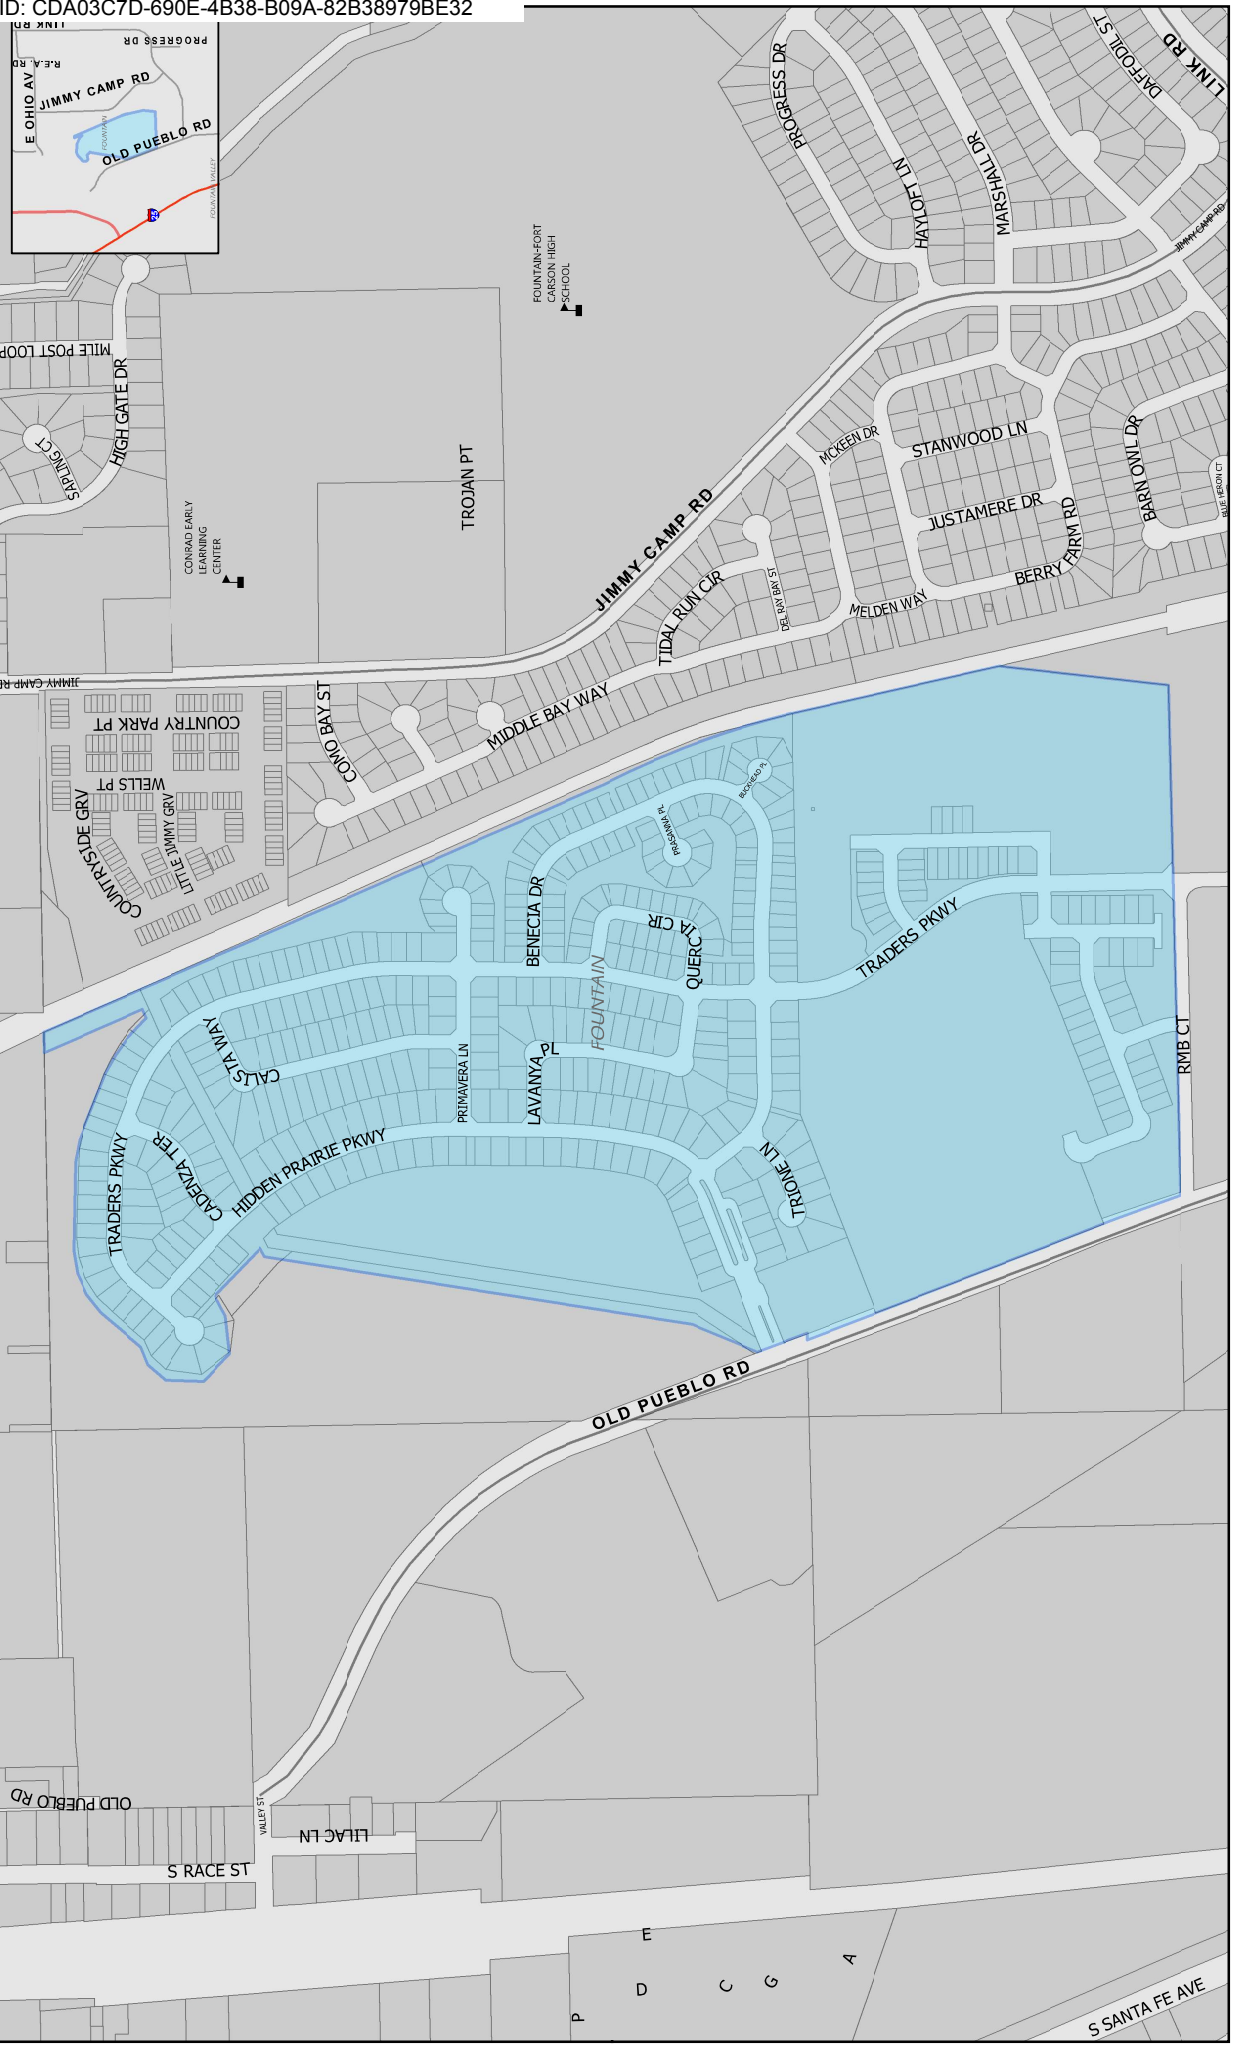 ID: CDA03C7D-690E-4B38-B09A-82B38979BE32
LINK RD
PROGRESS DR
R.E.A. RD
E OHIO AV
JIMMY CAMP RD
FOUNTAIN
OLD PUEBLO RD
FOUNTAIN VALLEY
PROGRESS DR
HAYLOFT LN
MARSHALL DR
DAFFODIL ST
LINK RD
JIMMY CAMP RD
FOUNTAIN-FORT
CARSON HIGH
SCHOOL
MILE POST LOOP
HIGH GATE DR
SAPLING CT
CONRAD EARLY
LEARNING
CENTER
TROJAN PT
JIMMY CAMP RD
MCKEEN DR
STANWOOD LN
JUSTAMERE DR
BARN OWL DR
BLUE HERON CT
BERRY FARM RD
MELDEN WAY
DEL RAY BAY ST
TIDAL RUN CIR
JIMMY CAMP RD
COUNTRY PARK PT
COMO BAY ST
MIDDLE BAY WAY
WELLS PT
COUNTRYSIDE GRV
LITTLE JIMMY GRV
BUCKHEAD PL
PRASANNA PL
BENECIA DR
QUERCIA CIR
FOUNTAIN
TRADERS PKWY
CALISTA WAY
PRIMAVERA LN
LAVANYA PL
RMB CT
TRADERS PKWY
CADENZA TER
HIDDEN PRAIRIE PKWY
TRIONE LN
OLD PUEBLO RD
OLD PUEBLO RD
VALLEY ST
LILAC LN
S RACE ST
E
D
C
G
A
P
S SANTA FE AVE